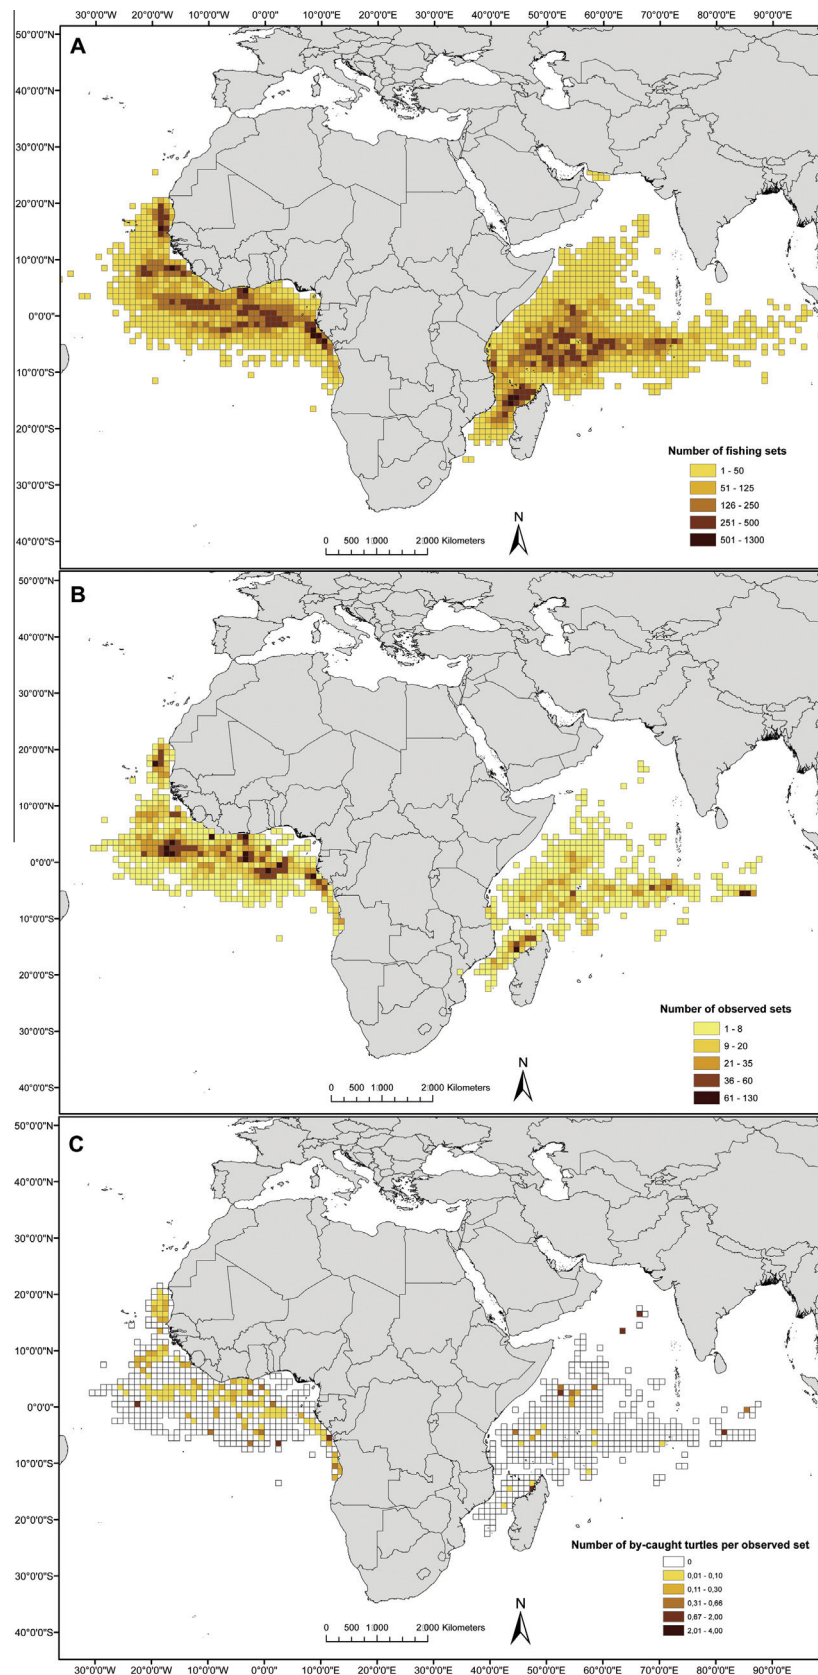 30°0'0"W 20°0'0"W 10°0'0"W 0°0'0" 10°0'0"E 20°0'0"E 30°0'0"E 40°0'0"E 50°0'0"E 60°0'0"E 70°0'0"E 80°0'0"E 90°0'0"E
A
50°0'0"N
40°0'0"N
30°0'0"N
20°0'0"N
10°0'0"N
0°0'0"S
10°0'0"S
20°0'0"S
30°0'0"S
40°0'0"S
Number of fishing sets
1 - 50
51 - 125
126 - 250
251 - 500
501 - 1300
N
0 500 1'000 2'000 Kilometers
B
50°0'0"N
40°0'0"N
30°0'0"N
20°0'0"N
10°0'0"N
0°0'0"S
10°0'0"S
20°0'0"S
30°0'0"S
40°0'0"S
Number of observed sets
1 - 8
9 - 20
21 - 35
36 - 60
61 - 130
N
0 500 1'000 2'000 Kilometers
C
50°0'0"N
40°0'0"N
30°0'0"N
20°0'0"N
10°0'0"N
0°0'0"S
10°0'0"S
20°0'0"S
30°0'0"S
40°0'0"S
Number of by-caught turtles per observed set
0
0,01 - 0,10
0,11 - 0,30
0,31 - 0,66
0,67 - 2,00
2,01 - 4,00
N
0 500 1'000 2'000 Kilometers
30°0'0"W 20°0'0"W 10°0'0"W 0°0'0" 10°0'0"E 20°0'0"E 30°0'0"E 40°0'0"E 50°0'0"E 60°0'0"E 70°0'0"E 80°0'0"E 90°0'0"E